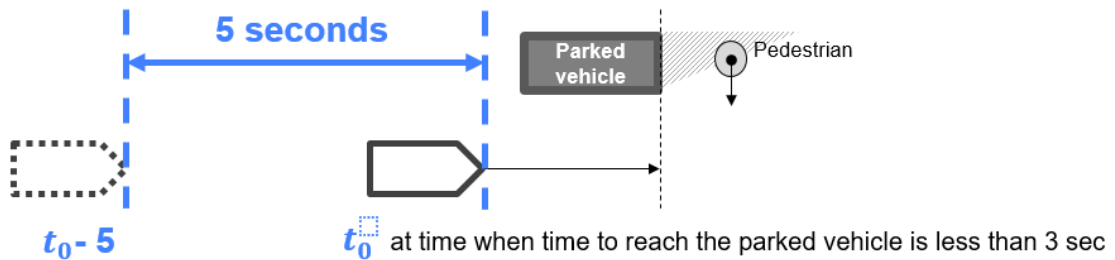 5 seconds
Parked
vehicle
Pedestrian
t₀ - 5
t₀ at time when time to reach the parked vehicle is less than 3 sec